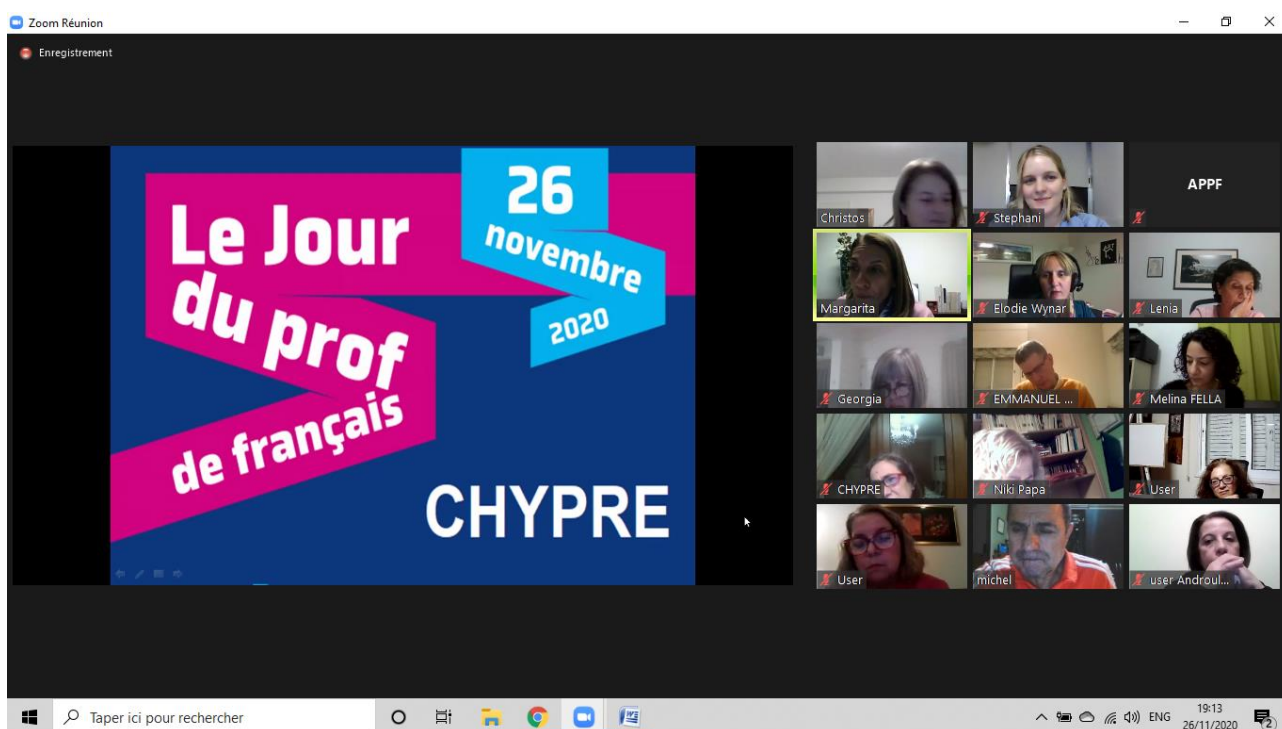 Zoom Réunion
Enregistrement
Le Jour
du prof
de français
26
novembre
2020
CHYPRE
Christos
Stephani
APPF
Margarita
Elodie Wynar
Lenia
Georgia
EMMANUEL ...
Melina FELLA
CHYPRE
Niki Papa
User
User
michel
user Androul...
Taper ici pour rechercher
ENG
19:13
26/11/2020
2